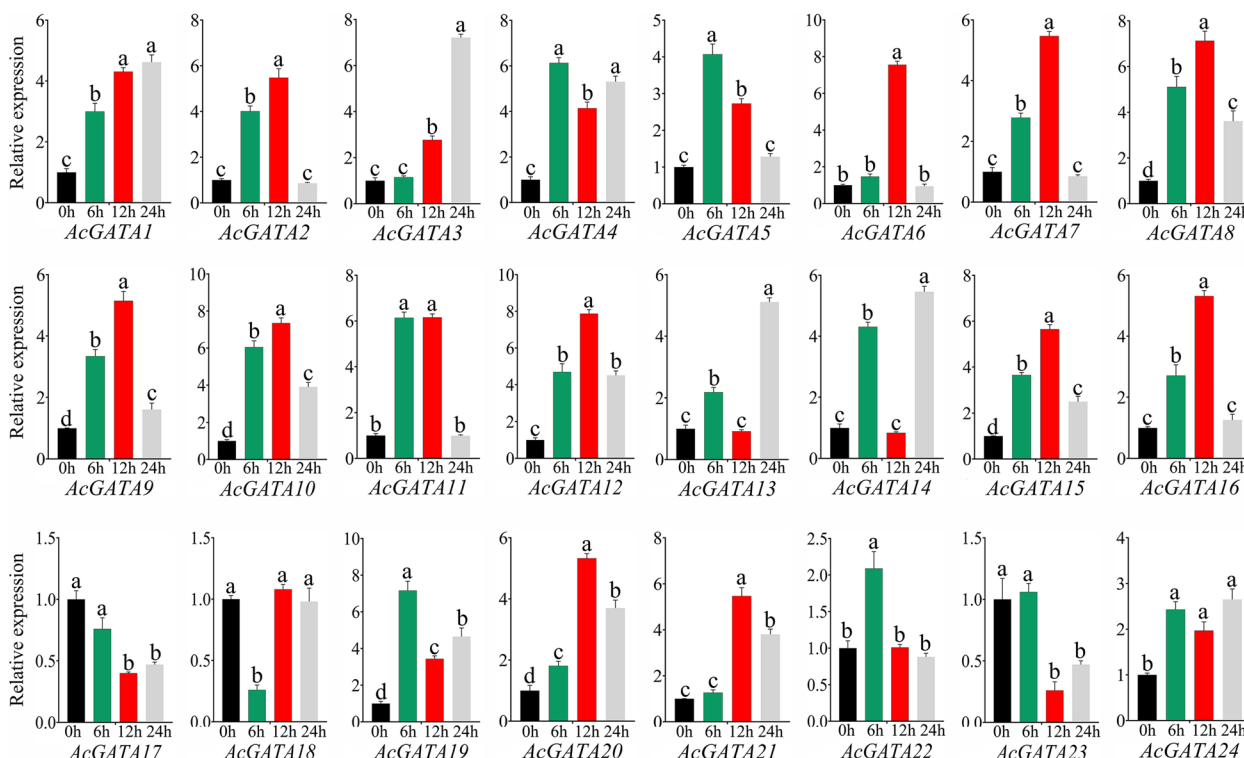 Relative expression
6
4
2
0
c b a a
0h 6h 12h 24h
AcGATA1
8
6
4
2
0
c b a c
0h 6h 12h 24h
AcGATA2
8
6
4
2
0
c c b a
0h 6h 12h 24h
AcGATA3
8
6
4
2
0
c a b a
0h 6h 12h 24h
AcGATA4
5
4
3
2
1
0
c a b c
0h 6h 12h 24h
AcGATA5
10
8
6
4
2
0
b b a b
0h 6h 12h 24h
AcGATA6
6
4
2
0
c b a c
0h 6h 12h 24h
AcGATA7
8
6
4
2
0
d b a c
0h 6h 12h 24h
AcGATA8
Relative expression
6
4
2
0
d b a c
0h 6h 12h 24h
AcGATA9
10
8
6
4
2
0
d b a c
0h 6h 12h 24h
AcGATA10
8
6
4
2
0
b a a b
0h 6h 12h 24h
AcGATA11
10
8
6
4
2
0
c b a b
0h 6h 12h 24h
AcGATA12
6
4
2
0
c b c a
0h 6h 12h 24h
AcGATA13
6
4
2
0
c b c a
0h 6h 12h 24h
AcGATA14
8
6
4
2
0
d b a c
0h 6h 12h 24h
AcGATA15
6
4
2
0
c b a c
0h 6h 12h 24h
AcGATA16
Relative expression
1.5
1.0
0.5
0.0
a a b b
0h 6h 12h 24h
AcGATA17
1.5
1.0
0.5
0.0
a b a a
0h 6h 12h 24h
AcGATA18
10
8
6
4
2
0
d a c b
0h 6h 12h 24h
AcGATA19
6
4
2
0
d c a b
0h 6h 12h 24h
AcGATA20
8
6
4
2
0
c c a b
0h 6h 12h 24h
AcGATA21
2.5
2.0
1.5
1.0
0.5
0.0
b a b b
0h 6h 12h 24h
AcGATA22
1.5
1.0
0.5
0.0
a a b b
0h 6h 12h 24h
AcGATA23
4
3
2
1
0
b a a a
0h 6h 12h 24h
AcGATA24